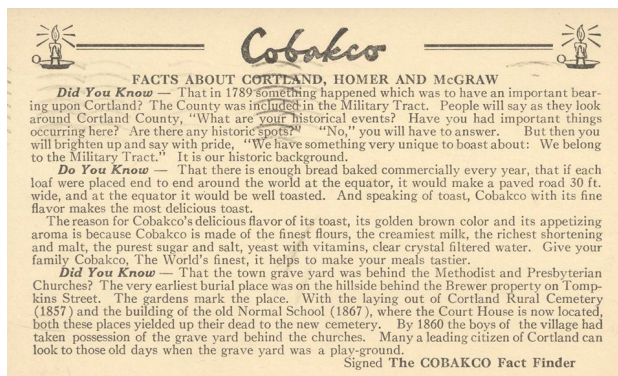 Cobakco
FACTS ABOUT CORTLAND, HOMER AND McGRAW
Did You Know — That in 1789 something happened which was to have an important bear-
ing upon Cortland? The County was included in the Military Tract. People will say as they look
around Cortland County, "What are your historical events? Have you had important things
occurring here? Are there any historic spots?" "No," you will have to answer. But then you
will brighten up and say with pride, "We have something very unique to boast about: We belong
to the Military Tract." It is our historic background.
Do You Know — That there is enough bread baked commercially every year, that if each
loaf were placed end to end around the world at the equator, it would make a paved road 30 ft.
wide, and at the equator it would be well toasted. And speaking of toast, Cobakco with its fine
flavor makes the most delicious toast.
The reason for Cobakco's delicious flavor of its toast, its golden brown color and its appetizing
aroma is because Cobakco is made of the finest flours, the creamiest milk, the richest shortening
and malt, the purest sugar and salt, yeast with vitamins, clear crystal filtered water. Give your
family Cobakco, The World's finest, it helps to make your meals tastier.
Did You Know — That the town grave yard was behind the Methodist and Presbyterian
Churches? The very earliest burial place was on the hillside behind the Brewer property on Tomp-
kins Street. The gardens mark the place. With the laying out of Cortland Rural Cemetery
(1857) and the building of the old Normal School (1867), where the Court House is now located,
both these places yielded up their dead to the new cemetery. By 1860 the boys of the village had
taken possession of the grave yard behind the churches. Many a leading citizen of Cortland can
look to those old days when the grave yard was a play-ground.
Signed The COBAKCO Fact Finder